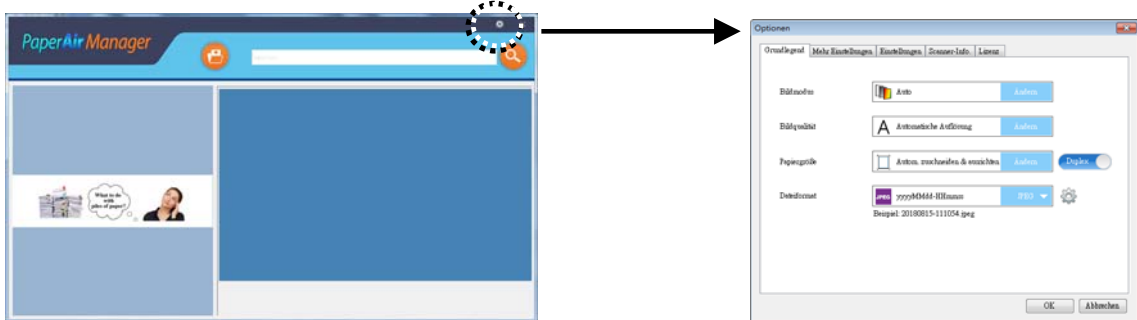 PaperAir Manager
What to do
with
piles of paper?
Optionen
Grundlegend Mehr Einstellungen Einstellungen Scanner-Info. Lizenz
Bildmodus Auto Ändern
Bildqualität Automatische Auflösung Ändern
Papiergröße Autom. zuschneiden & ausrichten Ändern Duplex
Dateiformat JPEG yyyyMMdd-HHmmss JPEG
Beispiel: 20180815-111054.jpeg
OK Abbrechen